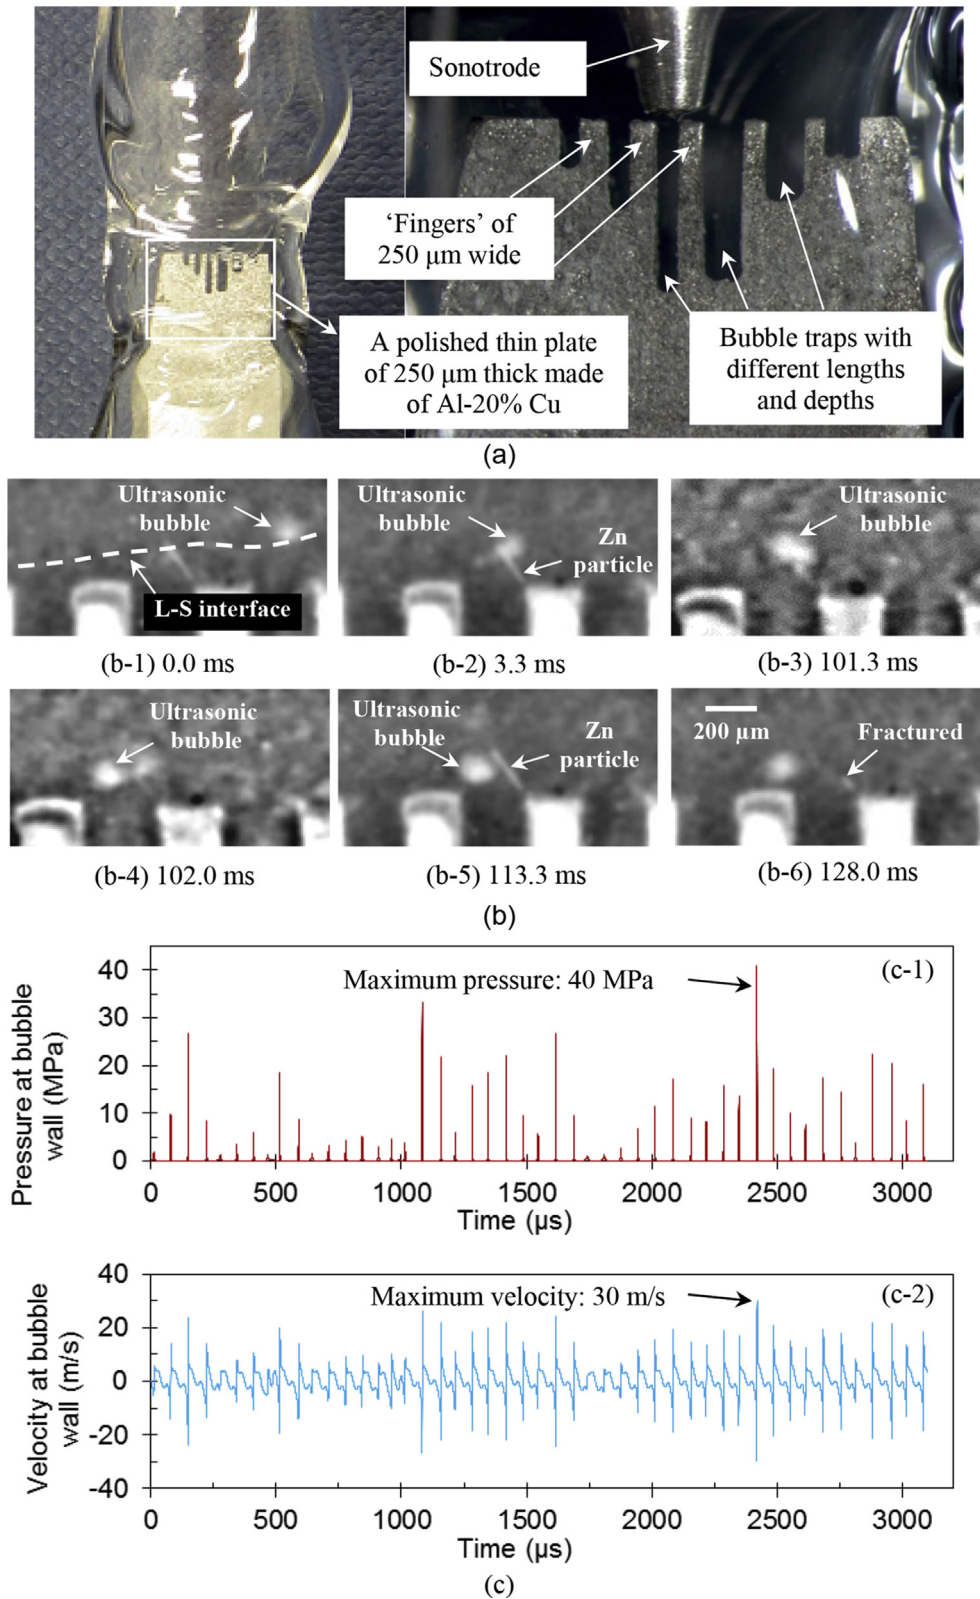 Sonotrode
‘Fingers’ of
250 μm wide
A polished thin plate
of 250 μm thick made
of Al-20% Cu
Bubble traps with
different lengths
and depths
(a)
Ultrasonic
bubble
L-S interface
(b-1) 0.0 ms
Ultrasonic
bubble
Zn
particle
(b-2) 3.3 ms
Ultrasonic
bubble
(b-3) 101.3 ms
Ultrasonic
bubble
(b-4) 102.0 ms
Ultrasonic
bubble
Zn
particle
(b-5) 113.3 ms
200 μm
Fractured
(b-6) 128.0 ms
(b)
Pressure at bubble
wall (MPa)
40
30
20
10
0
Maximum pressure: 40 MPa
(c-1)
0 500 1000 1500 2000 2500 3000
Time (μs)
Velocity at bubble
wall (m/s)
40
20
0
-20
-40
Maximum velocity: 30 m/s
(c-2)
0 500 1000 1500 2000 2500 3000
Time (μs)
(c)